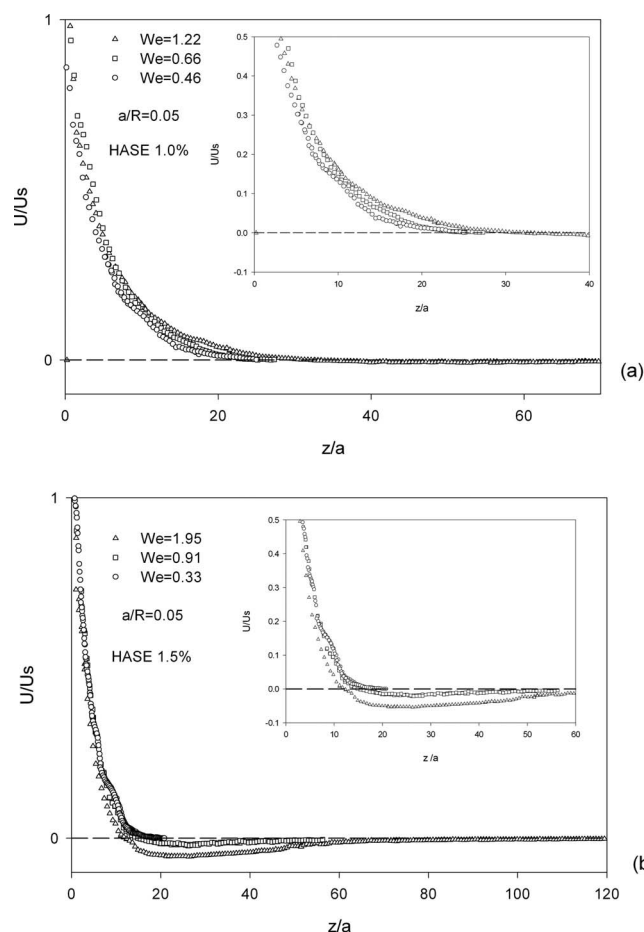 1
△ We=1.22
□ We=0.66
○ We=0.46
a/R=0.05
HASE 1.0%
U/Us
0
0 20 40 60
z/a
0.5
0.4
0.3
0.2
0.1
0.0
-0.1
U/Us
0 10 20 30 40
z/a
(a)
1
△ We=1.95
□ We=0.91
○ We=0.33
a/R=0.05
HASE 1.5%
U/Us
0
0 20 40 60 80 100 120
z/a
0.5
0.4
0.3
0.2
0.1
0.0
-0.1
U/Us
0 10 20 30 40 50 60
z /a
(b